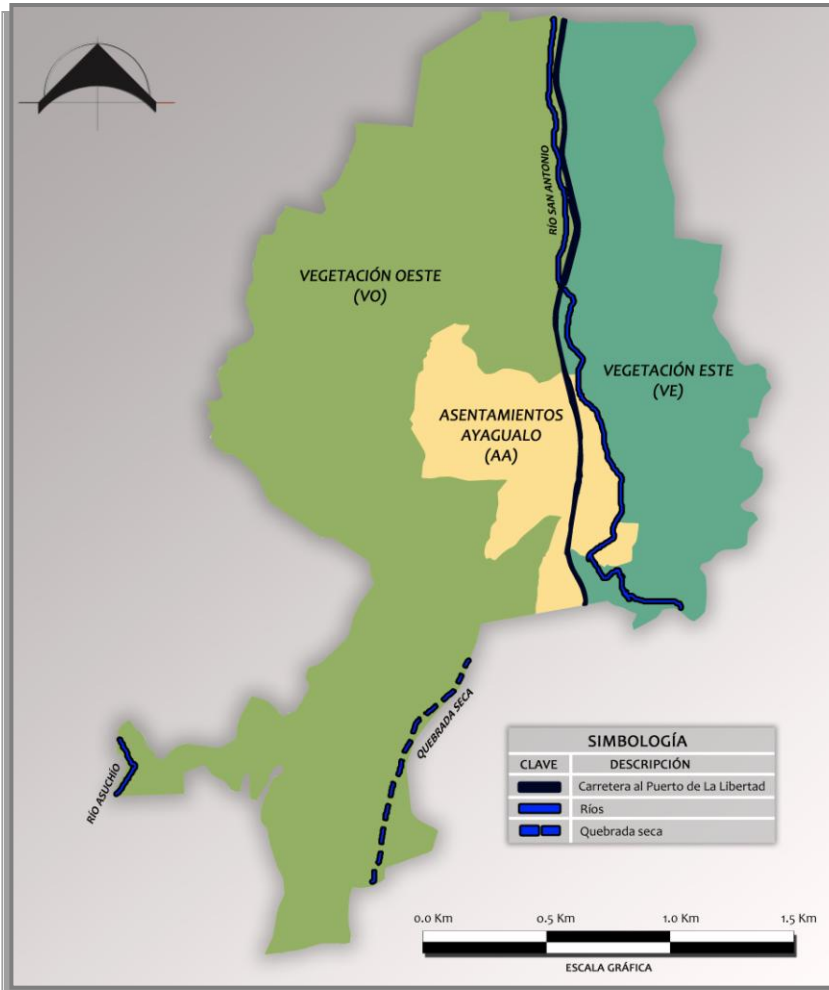 RÍO SAN ANTONIO
VEGETACIÓN OESTE
(VO)
VEGETACIÓN ESTE
(VE)
ASENTAMIENTOS
AYAGUALO
(AA)
QUEBRADA SECA
RÍO ASUCHÍO
SIMBOLOGÍA
CLAVE DESCRIPCIÓN
Carretera al Puerto de La Libertad
Ríos
Quebrada seca
0.0 Km 0.5 Km 1.0 Km 1.5 Km
ESCALA GRÁFICA